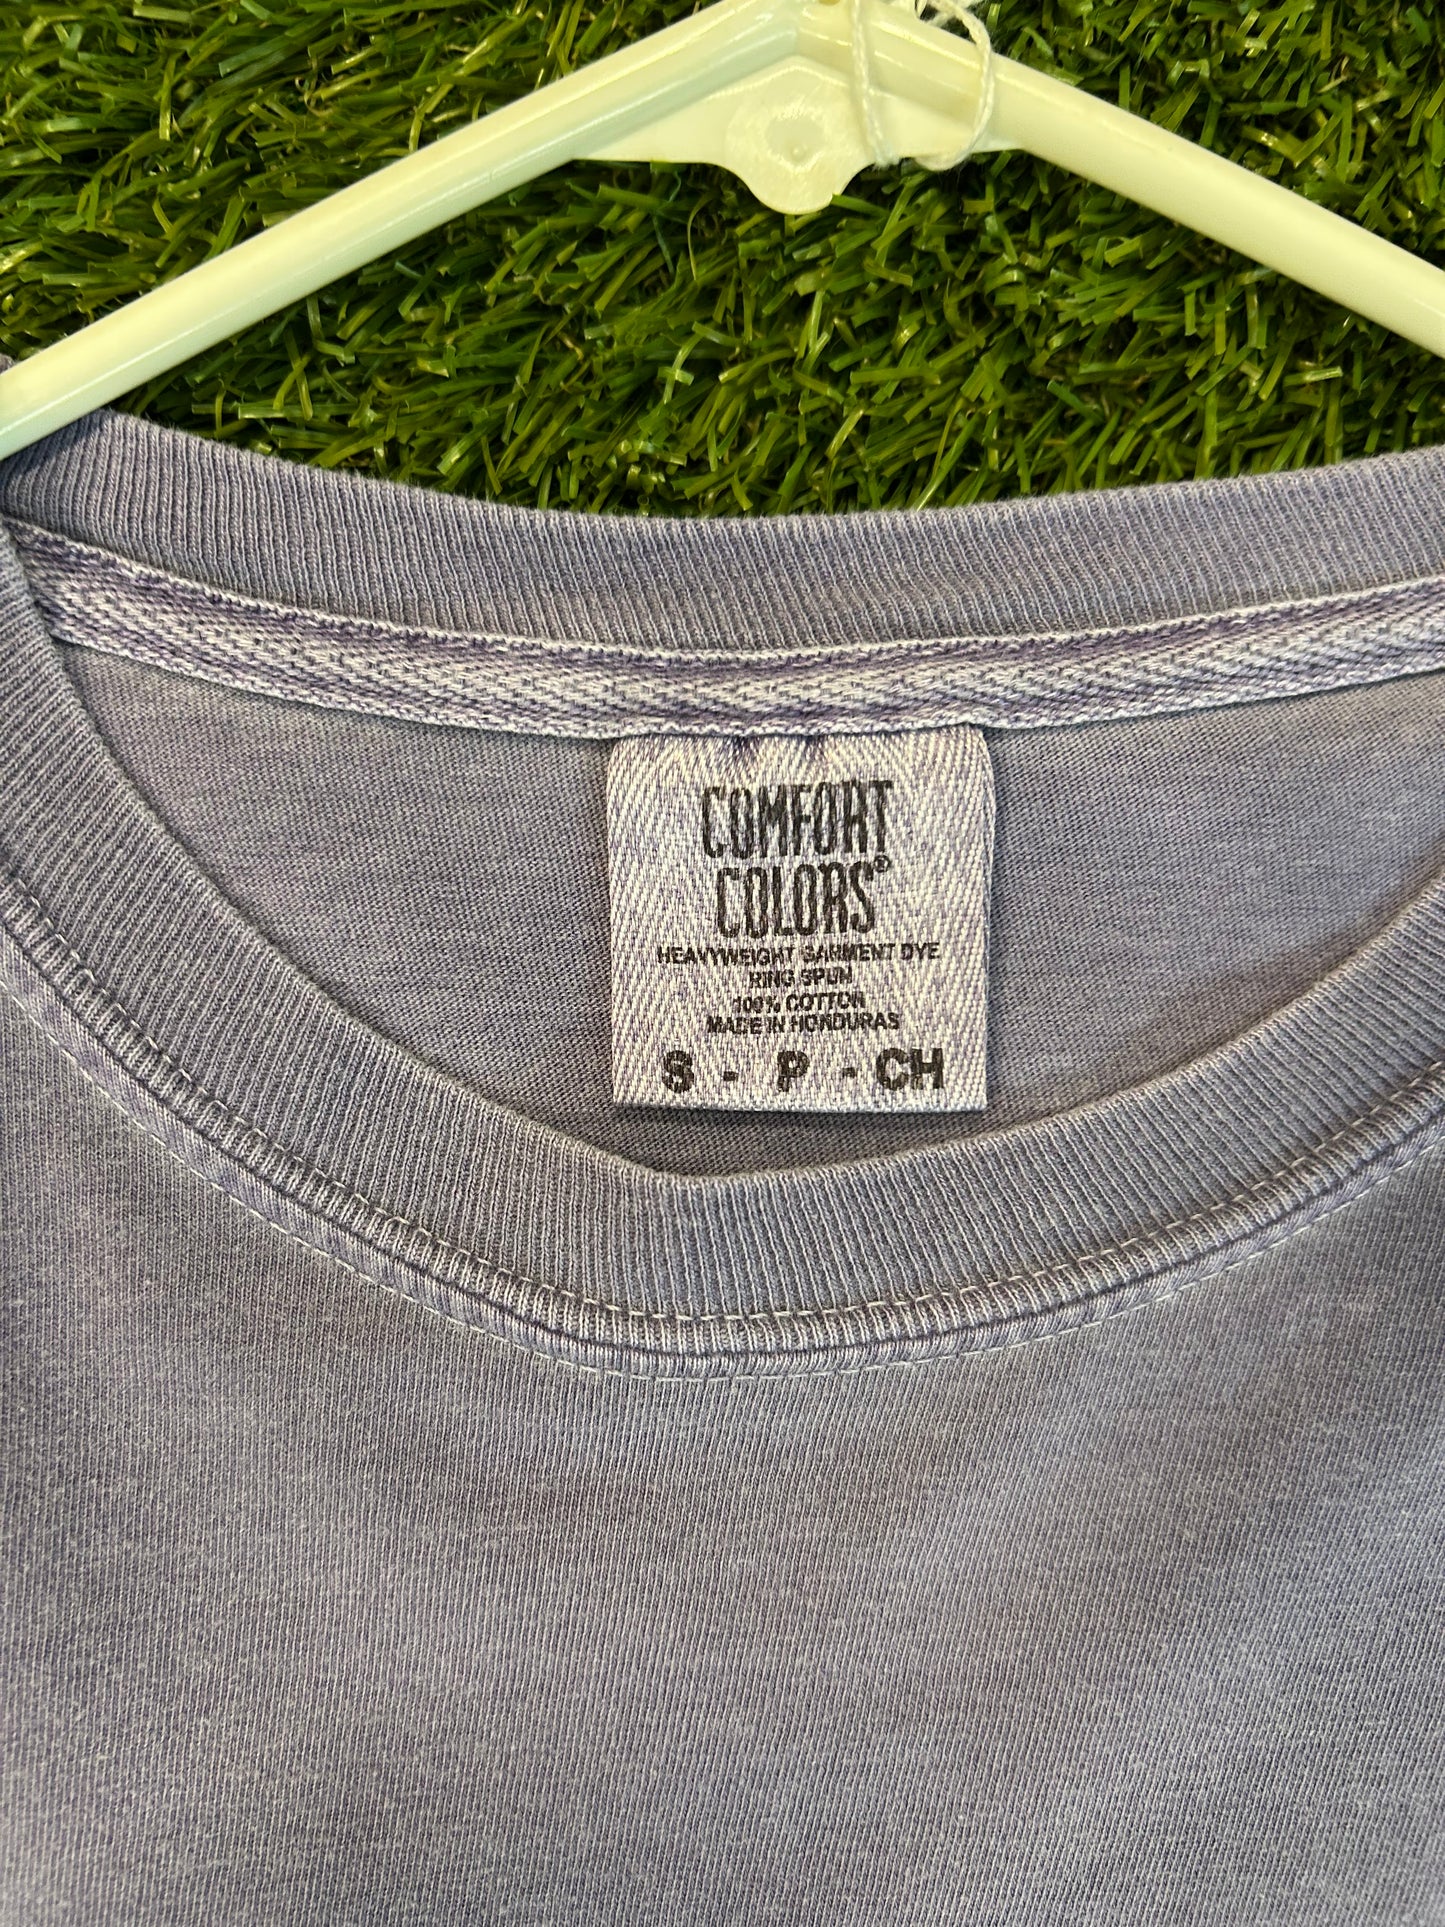 COMFORT
COLORS®
HEAVYWEIGHT GARMENT DYE
RING SPUN
100% COTTON
MADE IN HONDURAS
S - P - CH